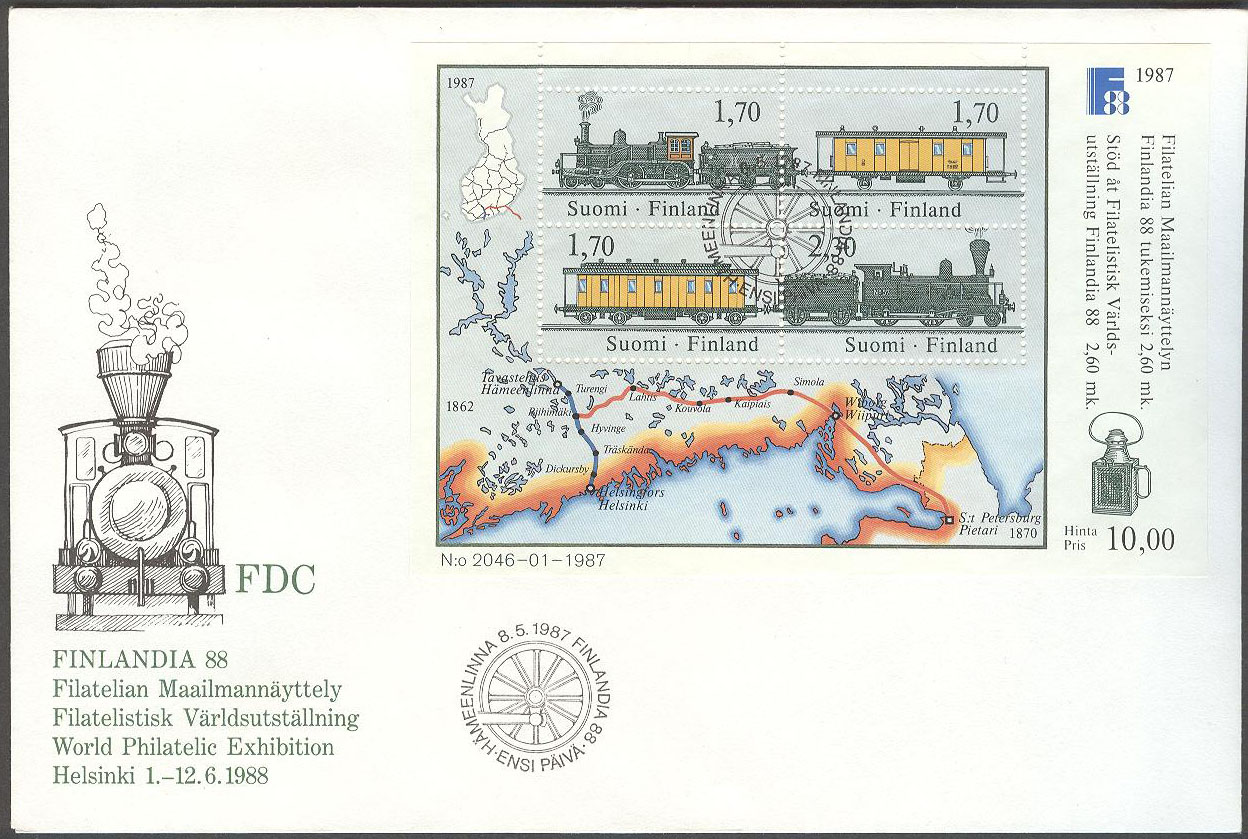 1987
1,70
1,70
Suomi · Finland
Suomi · Finland
1,70
Suomi · Finland
Suomi · Finland
Tavastehus
Hämeenlinna
Turengi
1862
Riihimäki
Hyvinge
Träskända
Dickursby
Helsingfors
Helsinki
Lahtis
Kouvola
Kaipiais
Simola
Wiborg
Wiipuri
S:t Petersburg
Pietari
1870
N:o 2046-01-1987
F
88
1987
Filatelian Maailmannäyttelyn
Finlandia 88 tukemiseksi 2,60 mk.
Stöd åt Filatelistisk Världs-
utställning Finlandia 88 2,60 mk.
Hinta
Pris
10,00
FDC
FINLANDIA 88
Filatelian Maailmannäyttely
Filatelistisk Världsutställning
World Philatelic Exhibition
Helsinki 1.–12.6.1988
HÄMEENLINNA 8.5.1987 FINLANDIA 88 · ENSI PÄIVÄ ·